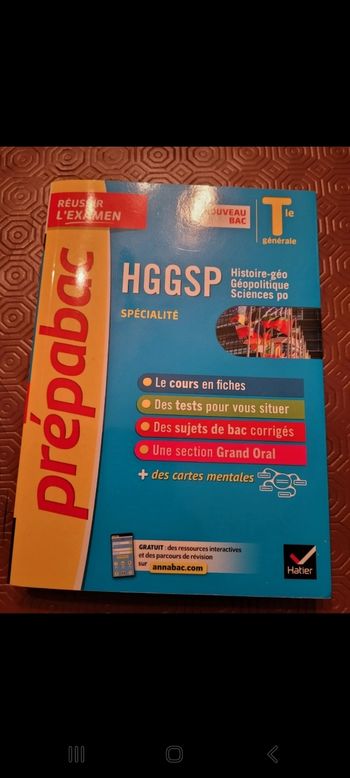 RÉUSSIR
L'EXAMEN
NOUVEAU
BAC
Tle
générale
prépabac
HGGSP
Histoire-géo
Géopolitique
Sciences po
SPÉCIALITÉ
Le cours en fiches
Des tests pour vous situer
Des sujets de bac corrigés
Une section Grand Oral
+ des cartes mentales
GRATUIT : des ressources interactives
et des parcours de révision
sur annabac.com
Hatier